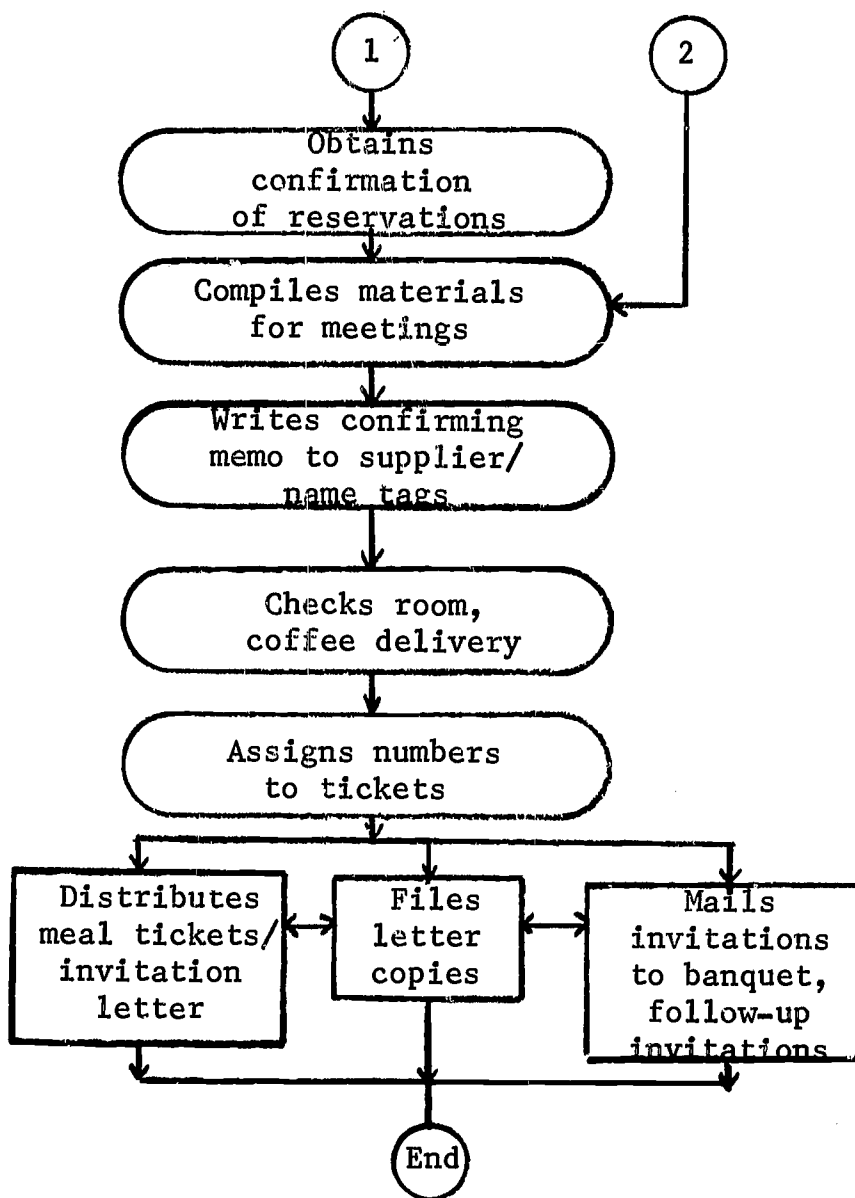 1
2
Obtains
confirmation
of reservations
Compiles materials
for meetings
Writes confirming
memo to supplier/
name tags
Checks room,
coffee delivery
Assigns numbers
to tickets
Distributes
meal tickets/
invitation
letter
Files
letter
copies
Mails
invitations
to banquet,
follow-up
invitations
End